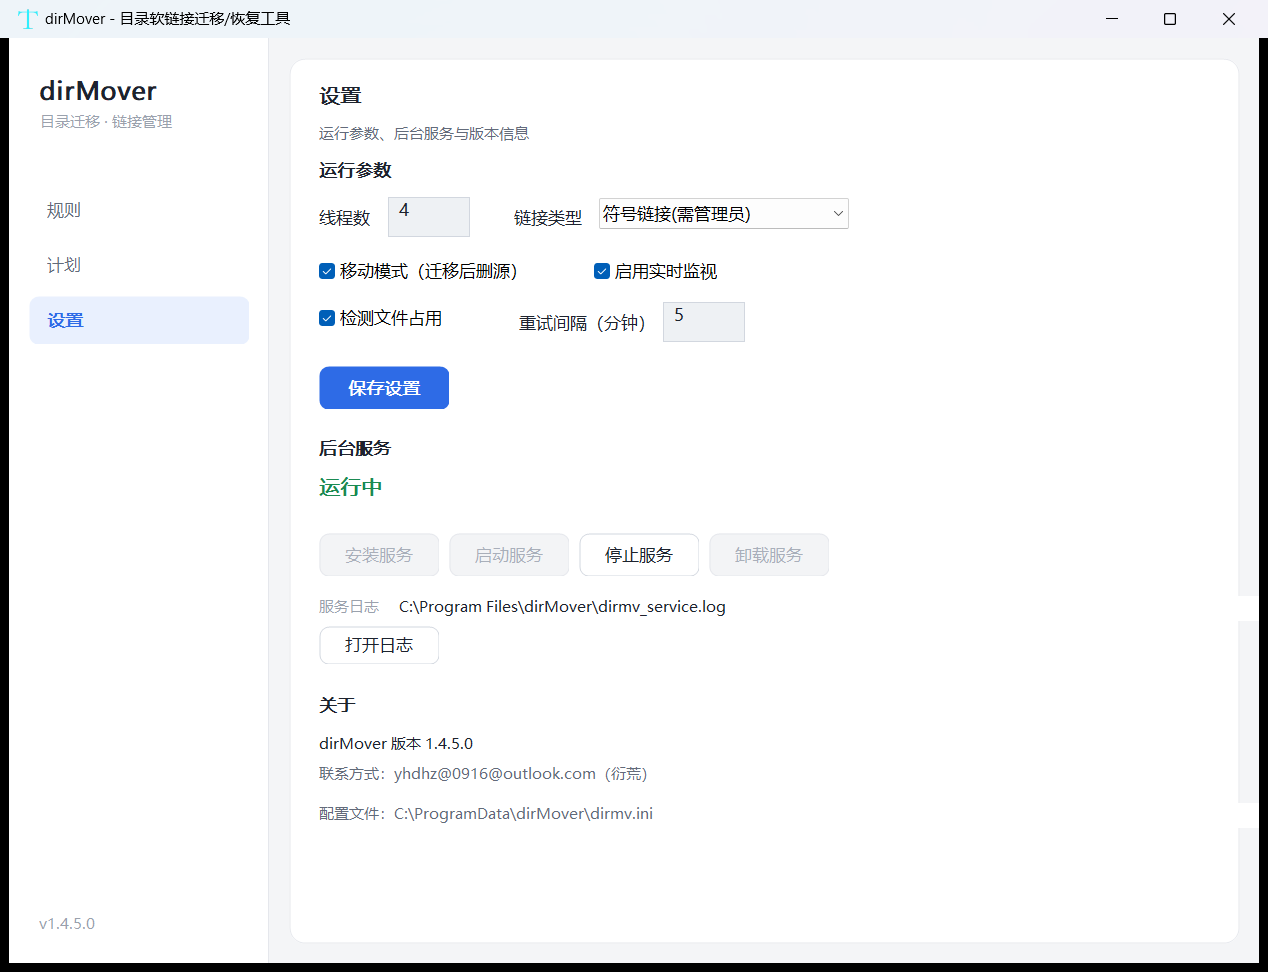 dirMover - 目录软链接迁移/恢复工具
dirMover
目录迁移 · 链接管理
规则
计划
设置
v1.4.5.0
设置
运行参数、后台服务与版本信息
运行参数
线程数 4 链接类型 符号链接(需管理员)
移动模式（迁移后删源） 启用实时监视
检测文件占用 重试间隔（分钟） 5
保存设置
后台服务
运行中
安装服务 启动服务 停止服务 卸载服务
服务日志 C:\Program Files\dirMover\dirmv_service.log
打开日志
关于
dirMover 版本 1.4.5.0
联系方式：yhdhz@0916@outlook.com（衍荒）
配置文件：C:\ProgramData\dirMover\dirmv.ini